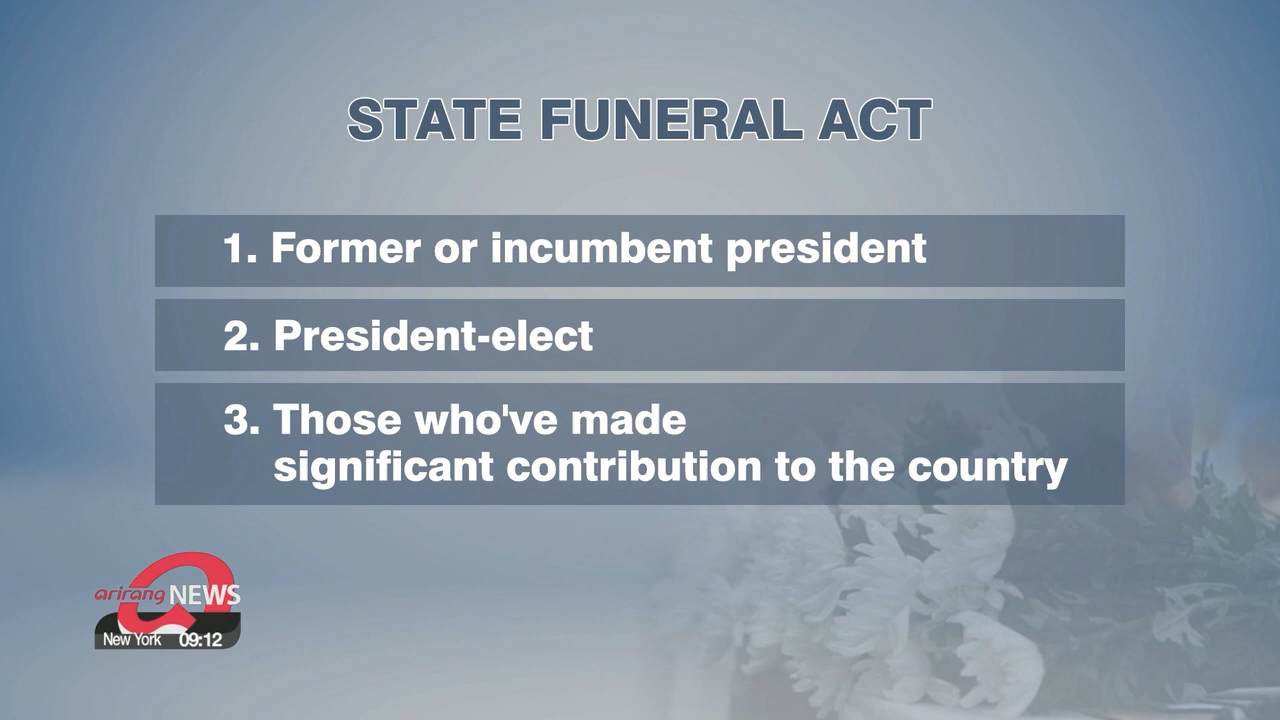 STATE FUNERAL ACT
1. Former or incumbent president
2. President-elect
3. Those who've made
significant contribution to the country
arirang NEWS
New York 09:12